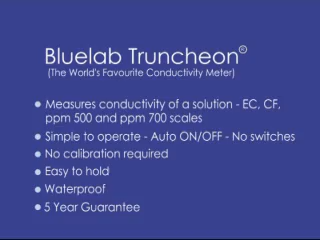 Bluelab Truncheon®
(The World's Favourite Conductivity Meter)
Measures conductivity of a solution - EC, CF,
ppm 500 and ppm 700 scales
Simple to operate - Auto ON/OFF - No switches
No calibration required
Easy to hold
Waterproof
5 Year Guarantee